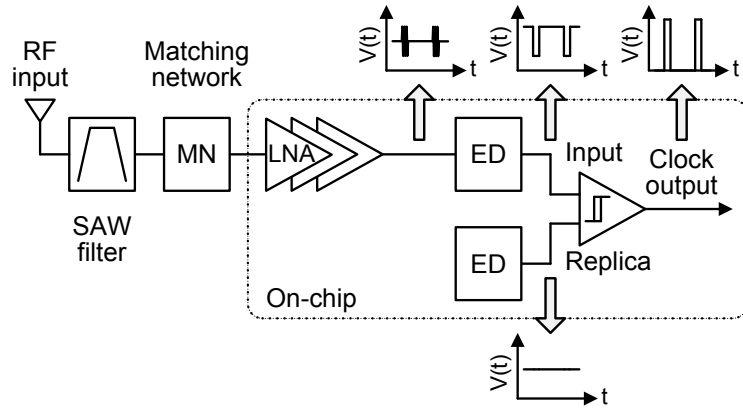 V(t)
t
V(t)
t
V(t)
t
RF
input
Matching
network
SAW
filter
MN
LNA
ED
Input
Clock
output
ED
Replica
On-chip
V(t)
t